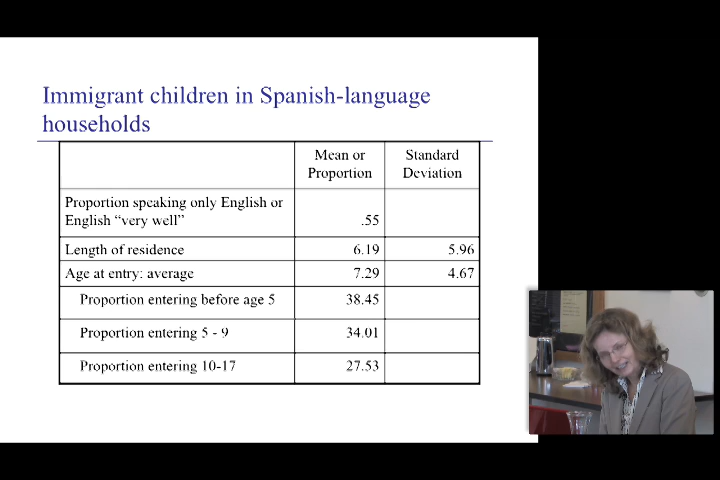 Immigrant children in Spanish-language
households
Mean or
Proportion
Standard
Deviation
Proportion speaking only English or
English “very well”
.55
Length of residence 6.19 5.96
Age at entry: average 7.29 4.67
Proportion entering before age 5 38.45
Proportion entering 5 - 9 34.01
Proportion entering 10-17 27.53